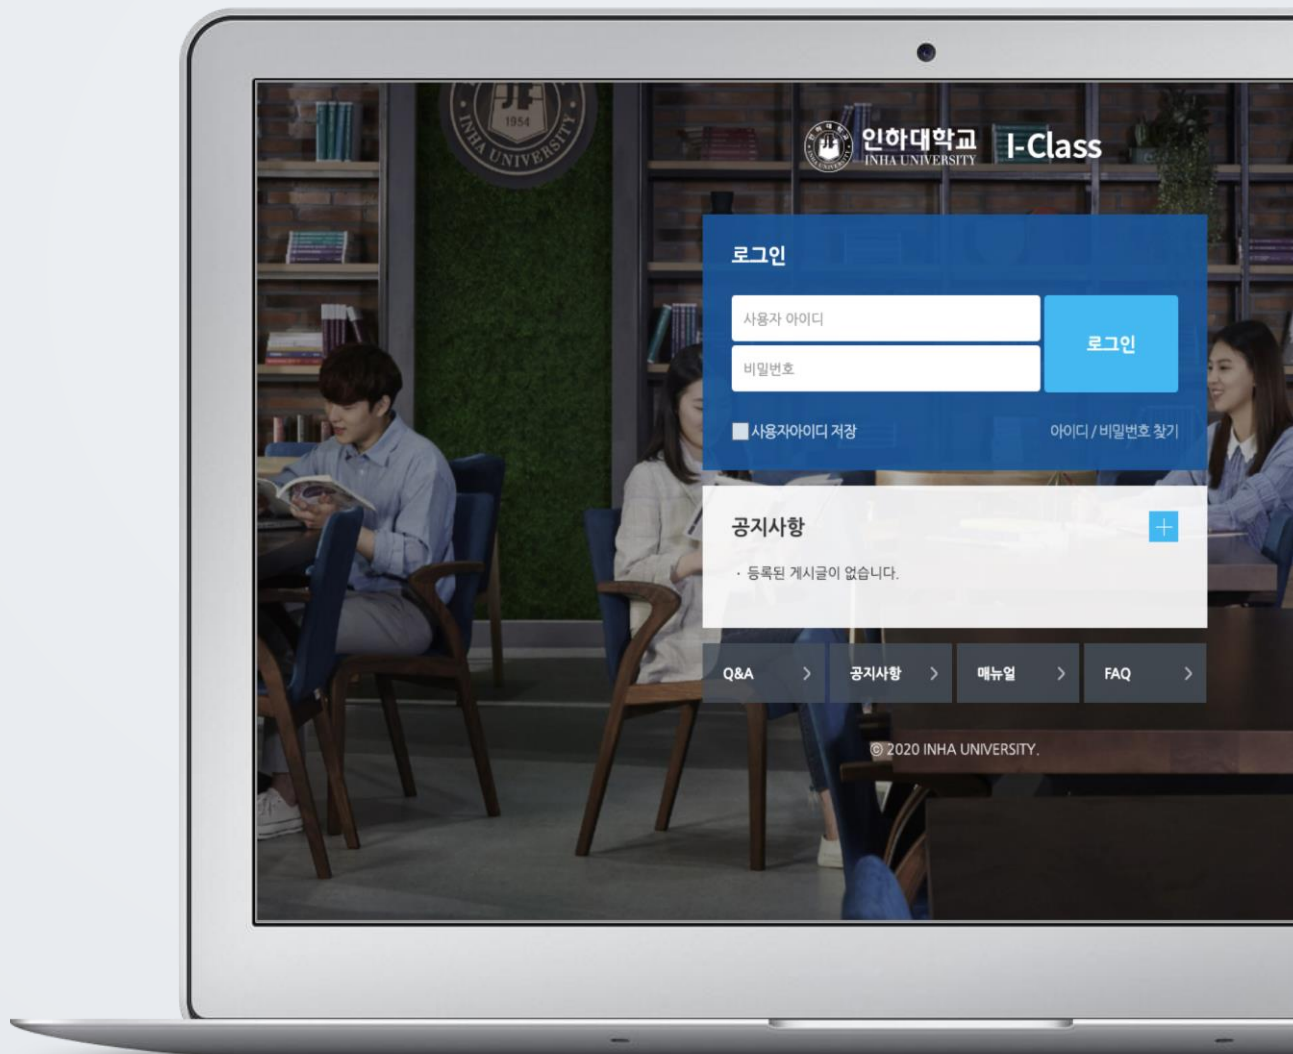 1954
INHA UNIVERSITY
인하대학교
INHA UNIVERSITY
I-Class
로그인
사용자 아이디
비밀번호
로그인
사용자아이디 저장
아이디 / 비밀번호 찾기
공지사항
· 등록된 게시글이 없습니다.
Q&A
공지사항
매뉴얼
FAQ
© 2020 INHA UNIVERSITY.